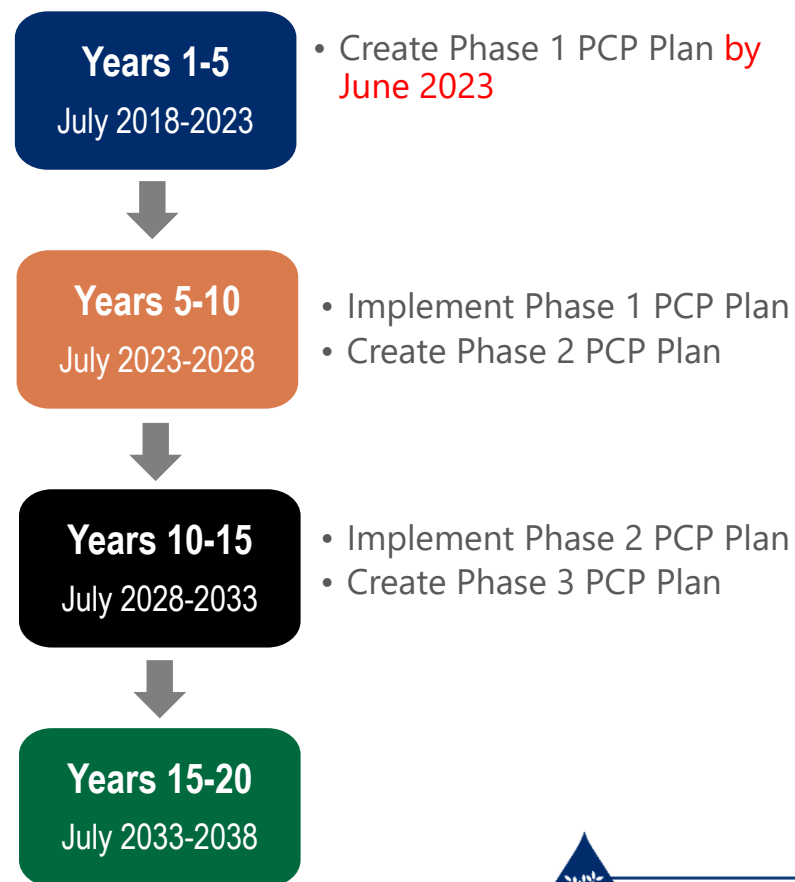 Years 1-5
July 2018-2023
• Create Phase 1 PCP Plan by
June 2023
Years 5-10
July 2023-2028
• Implement Phase 1 PCP Plan
• Create Phase 2 PCP Plan
Years 10-15
July 2028-2033
• Implement Phase 2 PCP Plan
• Create Phase 3 PCP Plan
Years 15-20
July 2033-2038